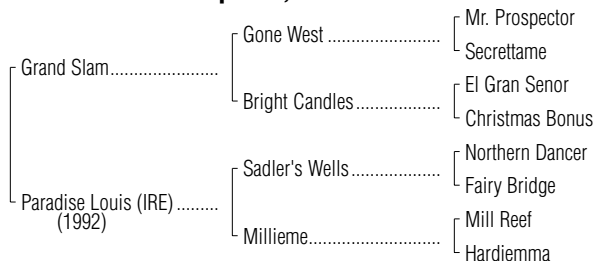 Gone West ........................
Mr. Prospector
Secrettame
Grand Slam.......................
Bright Candles..................
El Gran Senor
Christmas Bonus
Sadler's Wells...................
Northern Dancer
Fairy Bridge
Paradise Louis (IRE) .........
(1992)
Millieme............................
Mill Reef
Hardiemma